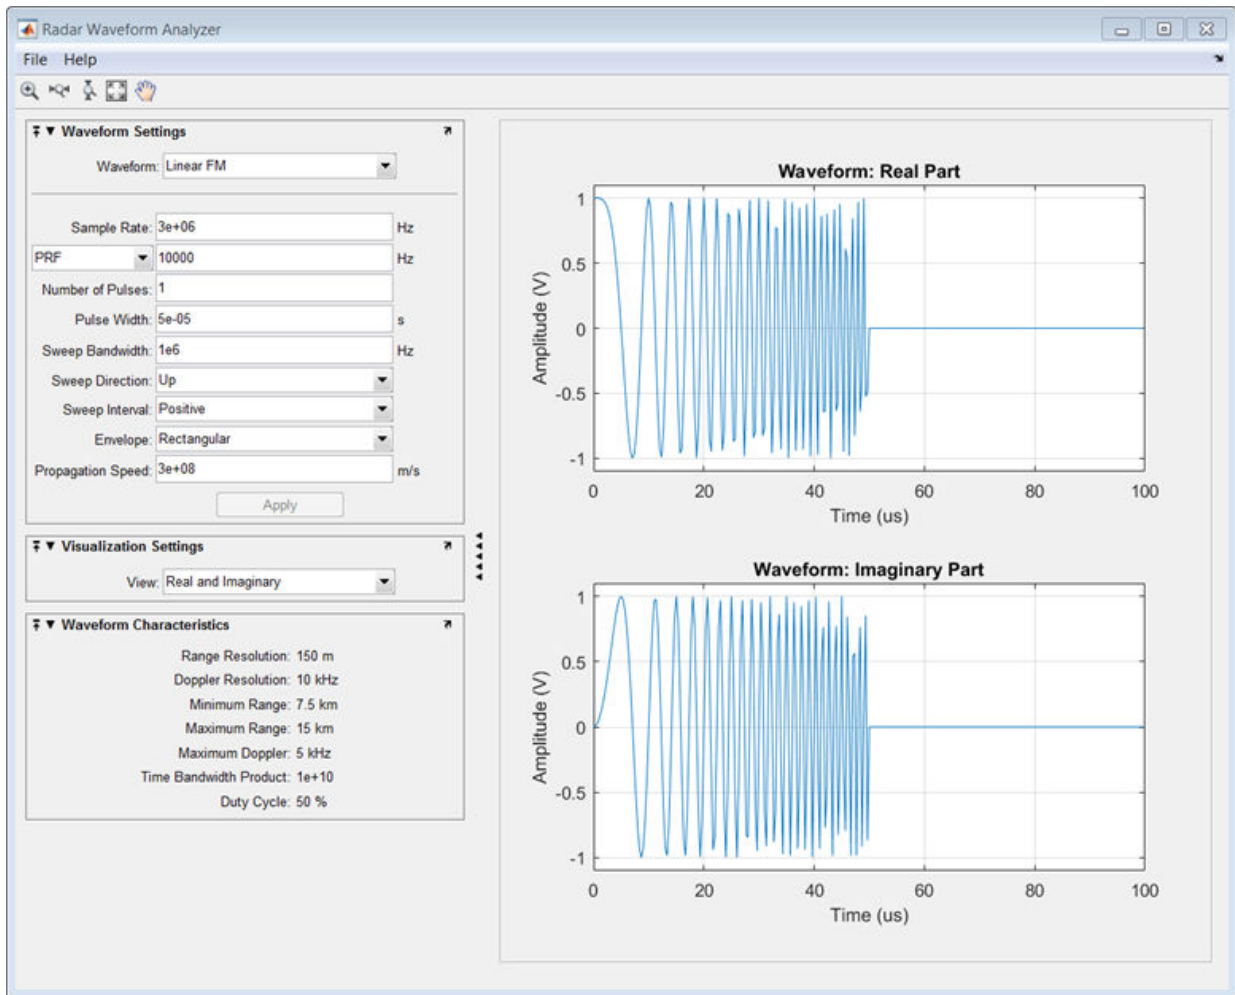 Radar Waveform Analyzer
File Help
Waveform Settings
Waveform: Linear FM
Sample Rate: 3e+06 Hz
PRF 10000 Hz
Number of Pulses: 1
Pulse Width: 5e-05 s
Sweep Bandwidth: 1e6 Hz
Sweep Direction: Up
Sweep Interval: Positive
Envelope: Rectangular
Propagation Speed: 3e+08 m/s
Apply
Visualization Settings
View: Real and Imaginary
Waveform Characteristics
Range Resolution: 150 m
Doppler Resolution: 10 kHz
Minimum Range: 7.5 km
Maximum Range: 15 km
Maximum Doppler: 5 kHz
Time Bandwidth Product: 1e+10
Duty Cycle: 50 %
Waveform: Real Part
Amplitude (V)
1
0.5
0
-0.5
-1
0 20 40 60 80 100
Time (us)
Waveform: Imaginary Part
Amplitude (V)
1
0.5
0
-0.5
-1
0 20 40 60 80 100
Time (us)